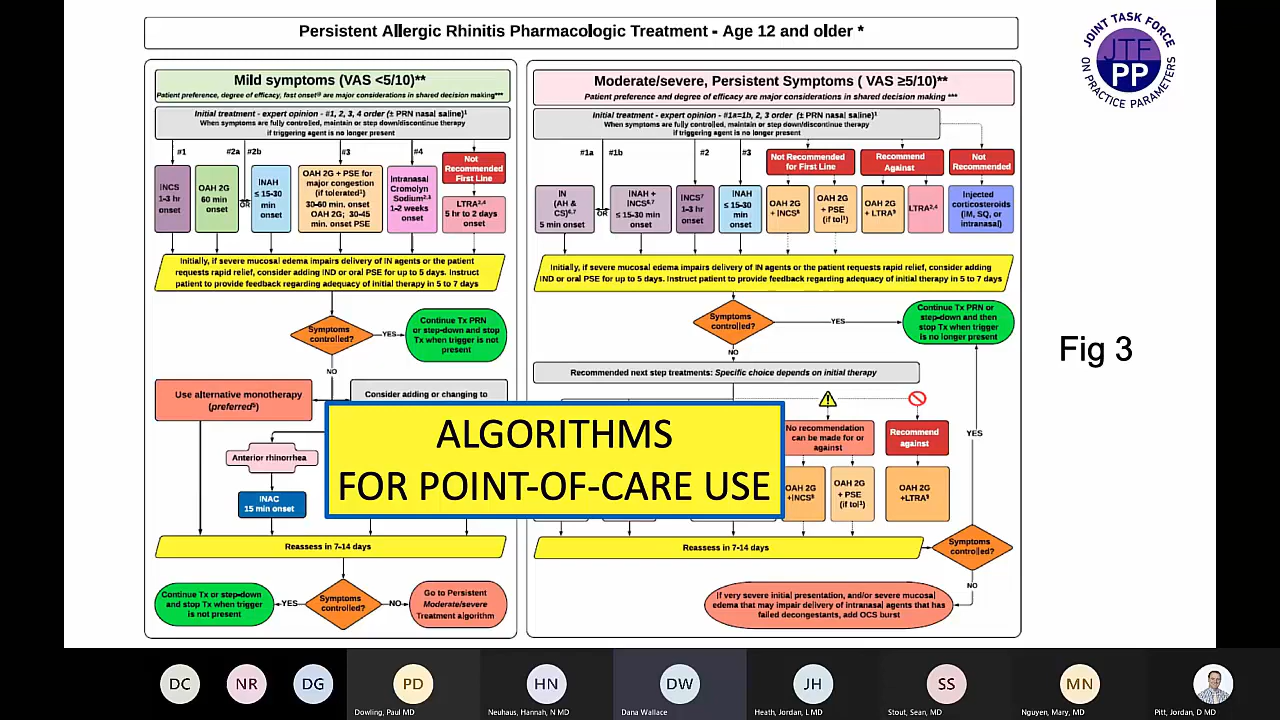 Persistent Allergic Rhinitis Pharmacologic Treatment - Age 12 and older *
JOINT TASK FORCE
JTF
PP
ON PRACTICE PARAMETERS
Mild symptoms (VAS <5/10)**
Patient preference, degree of efficacy, fast onset@ are major considerations in shared decision making***
Initial treatment - expert opinion - #1, 2, 3, 4 order (± PRN nasal saline)¹
When symptoms are fully controlled, maintain or step down/discontinue therapy
if triggering agent is no longer present
#1
#2a
#2b
#3
#4
Not
Recommended
First Line
INCS
1-3 hr
onset
OAH 2G
60 min
onset
OR
INAH
≤ 15-30
min
onset
OAH 2G + PSE for
major congestion
(if tolerated¹)
30-60 min. onset
OAH 2G; 30-45
min. onset PSE
Intranasal
Cromolyn
Sodium²,³
1-2 weeks
onset
LTRA²,⁴
5 hr to 2 days
onset
Initially, if severe mucosal edema impairs delivery of IN agents or the patient
requests rapid relief, consider adding IND or oral PSE for up to 5 days. Instruct
patient to provide feedback regarding adequacy of initial therapy in 5 to 7 days
Symptoms
controlled?
YES
Continue Tx PRN
or step-down and stop
Tx when trigger is not
present
NO
Use alternative monotherapy
(preferred⁵)
Consider adding or changing to
Anterior rhinorrhea
INAC
15 min onset
Reassess in 7-14 days
Continue Tx or step-down
and stop Tx when trigger
is not present
YES
Symptoms
controlled?
NO
Go to Persistent
Moderate/severe
Treatment algorithm
Moderate/severe, Persistent Symptoms ( VAS ≥5/10)**
Patient preference and degree of efficacy are major considerations in shared decision making ***
Initial treatment - expert opinion - #1a=1b, 2, 3 order (± PRN nasal saline)¹
When symptoms are fully controlled, maintain or step down/discontinue therapy
if triggering agent is no longer present
#1a
#1b
#2
#3
Not Recommended
for First Line
Recommend
Against
Not
Recommended
IN
(AH &
CS)⁶,⁷
5 min onset
OR
INAH +
INCS⁶,⁷
≤ 15-30 min
onset
INCS⁷
1-3 hr
onset
INAH
≤ 15-30
min
onset
OAH 2G
+ INCS⁸
OAH 2G
+ PSE
(if tol¹)
OAH 2G
+ LTRA⁹
LTRA²,⁴
Injected
corticosteroids
(IM, SQ, or
intranasal)
Initially, if severe mucosal edema impairs delivery of IN agents or the patient requests rapid relief, consider adding
IND or oral PSE for up to 5 days. Instruct patient to provide feedback regarding adequacy of initial therapy in 5 to 7 days
Symptoms
controlled?
YES
Continue Tx PRN or
step-down and then
stop Tx when trigger
is no longer present
NO
Recommended next step treatments: Specific choice depends on initial therapy
No recommendation
can be made for or
against
Recommend
against
YES
OAH 2G
+INCS⁸
OAH 2G
+ PSE
(if tol¹)
OAH 2G
+LTRA⁹
Reassess in 7-14 days
Symptoms
controlled?
NO
If very severe initial presentation, and/or severe mucosal
edema that may impair delivery of intranasal agents that has
failed decongestants, add OCS burst
ALGORITHMS
FOR POINT-OF-CARE USE
Fig 3
DC
NR
DG
PD
HN
DW
JH
SS
MN
Dowling, Paul MD
Neuhaus, Hannah, N MD
Dana Wallace
Heath, Jordan, L MD
Stout, Sean, MD
Nguyen, Mary, MD
Pitt, Jordan, D MD